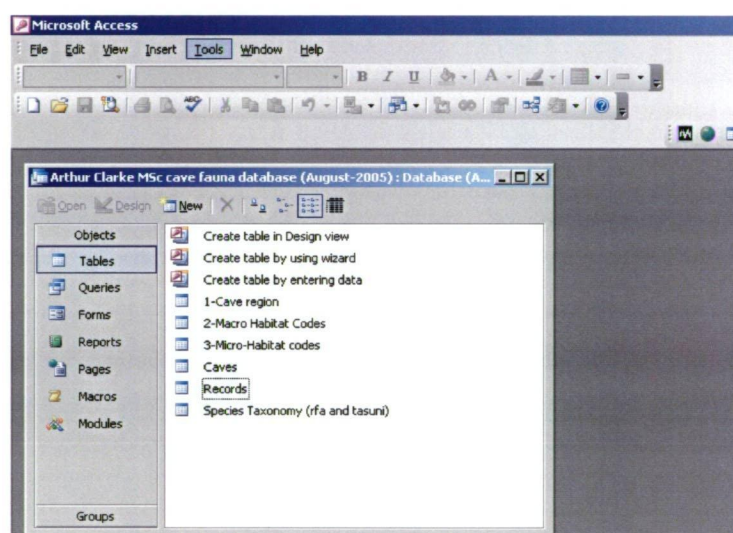 Microsoft Access
File Edit View Insert Tools Window Help
B I U A
ABC
Arthur Clarke MSc cave fauna database (August-2005) : Database (A...
Open Design New
Objects
Tables
Queries
Forms
Reports
Pages
Macros
Modules
Groups
Create table in Design view
Create table by using wizard
Create table by entering data
1-Cave region
2-Macro Habitat Codes
3-Micro-Habitat codes
Caves
Records
Species Taxonomy (rfa and tasuni)